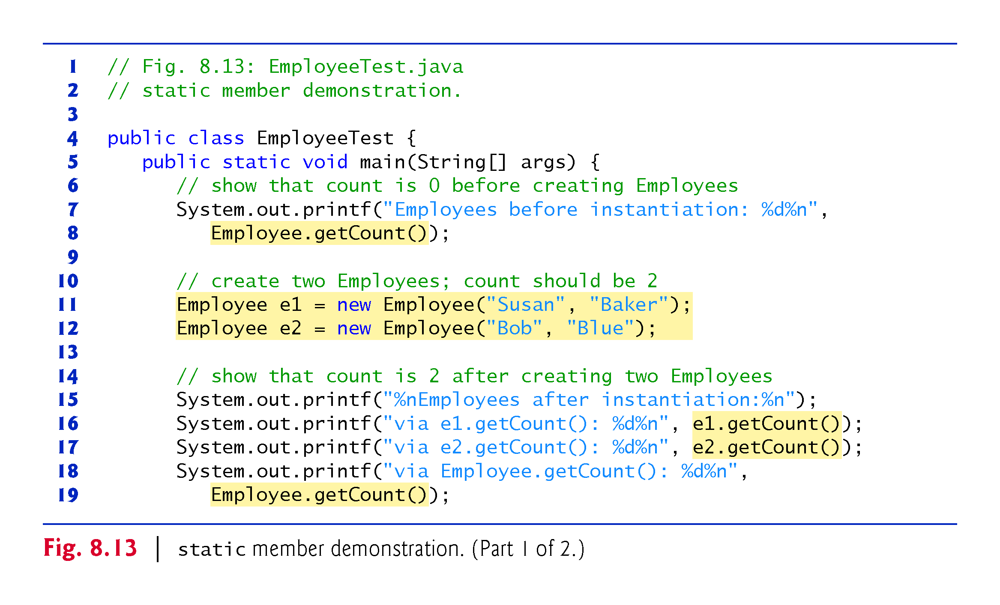 1 // Fig. 8.13: EmployeeTest.java
2 // static member demonstration.
3
4 public class EmployeeTest {
5    public static void main(String[] args) {
6       // show that count is 0 before creating Employees
7       System.out.printf("Employees before instantiation: %d%n",
8          Employee.getCount());
9
10       // create two Employees; count should be 2
11       Employee e1 = new Employee("Susan", "Baker");
12       Employee e2 = new Employee("Bob", "Blue");
13
14       // show that count is 2 after creating two Employees
15       System.out.printf("%nEmployees after instantiation:%n");
16       System.out.printf("via e1.getCount(): %d%n", e1.getCount());
17       System.out.printf("via e2.getCount(): %d%n", e2.getCount());
18       System.out.printf("via Employee.getCount(): %d%n",
19          Employee.getCount());
Fig. 8.13 | static member demonstration. (Part 1 of 2.)